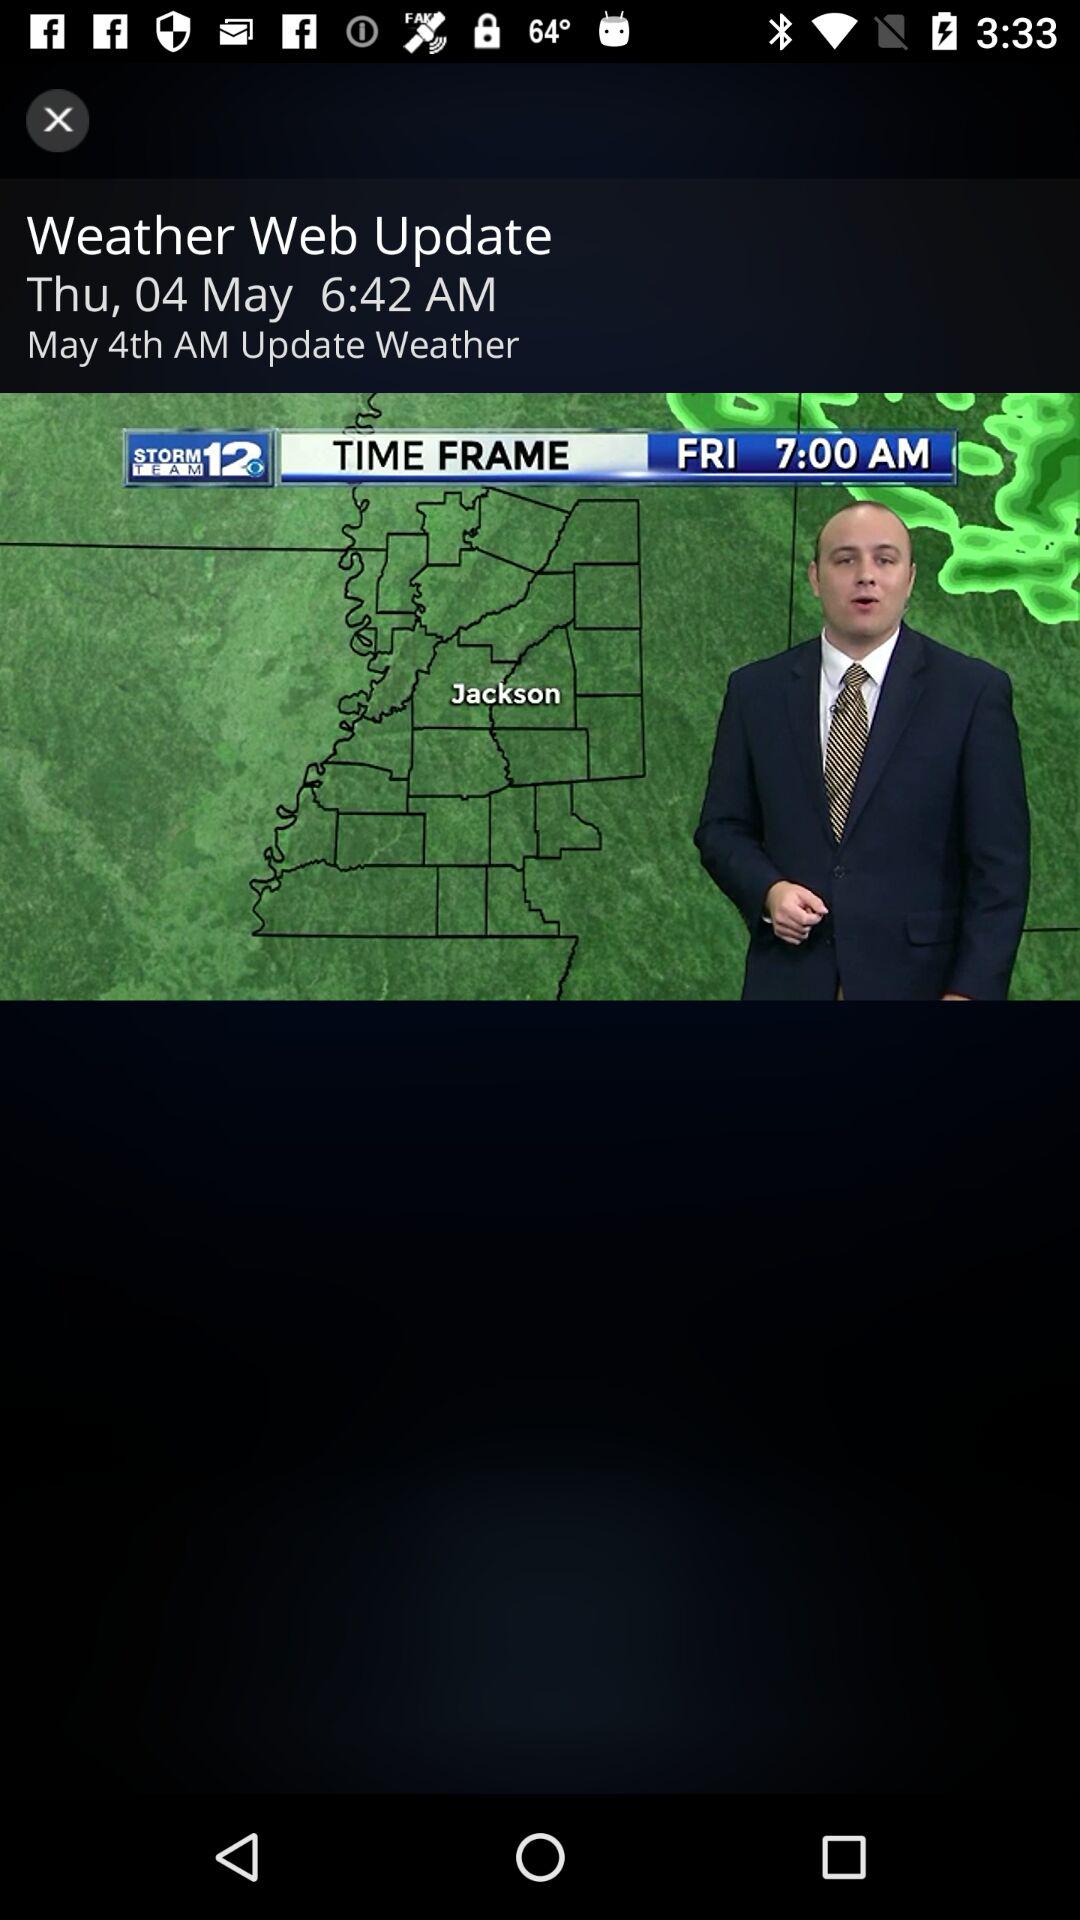 FAKE 64° 3:33
Weather Web Update
Thu, 04 May 6:42 AM
May 4th AM Update Weather
STORM TEAM 12 TIME FRAME FRI 7:00 AM
Jackson